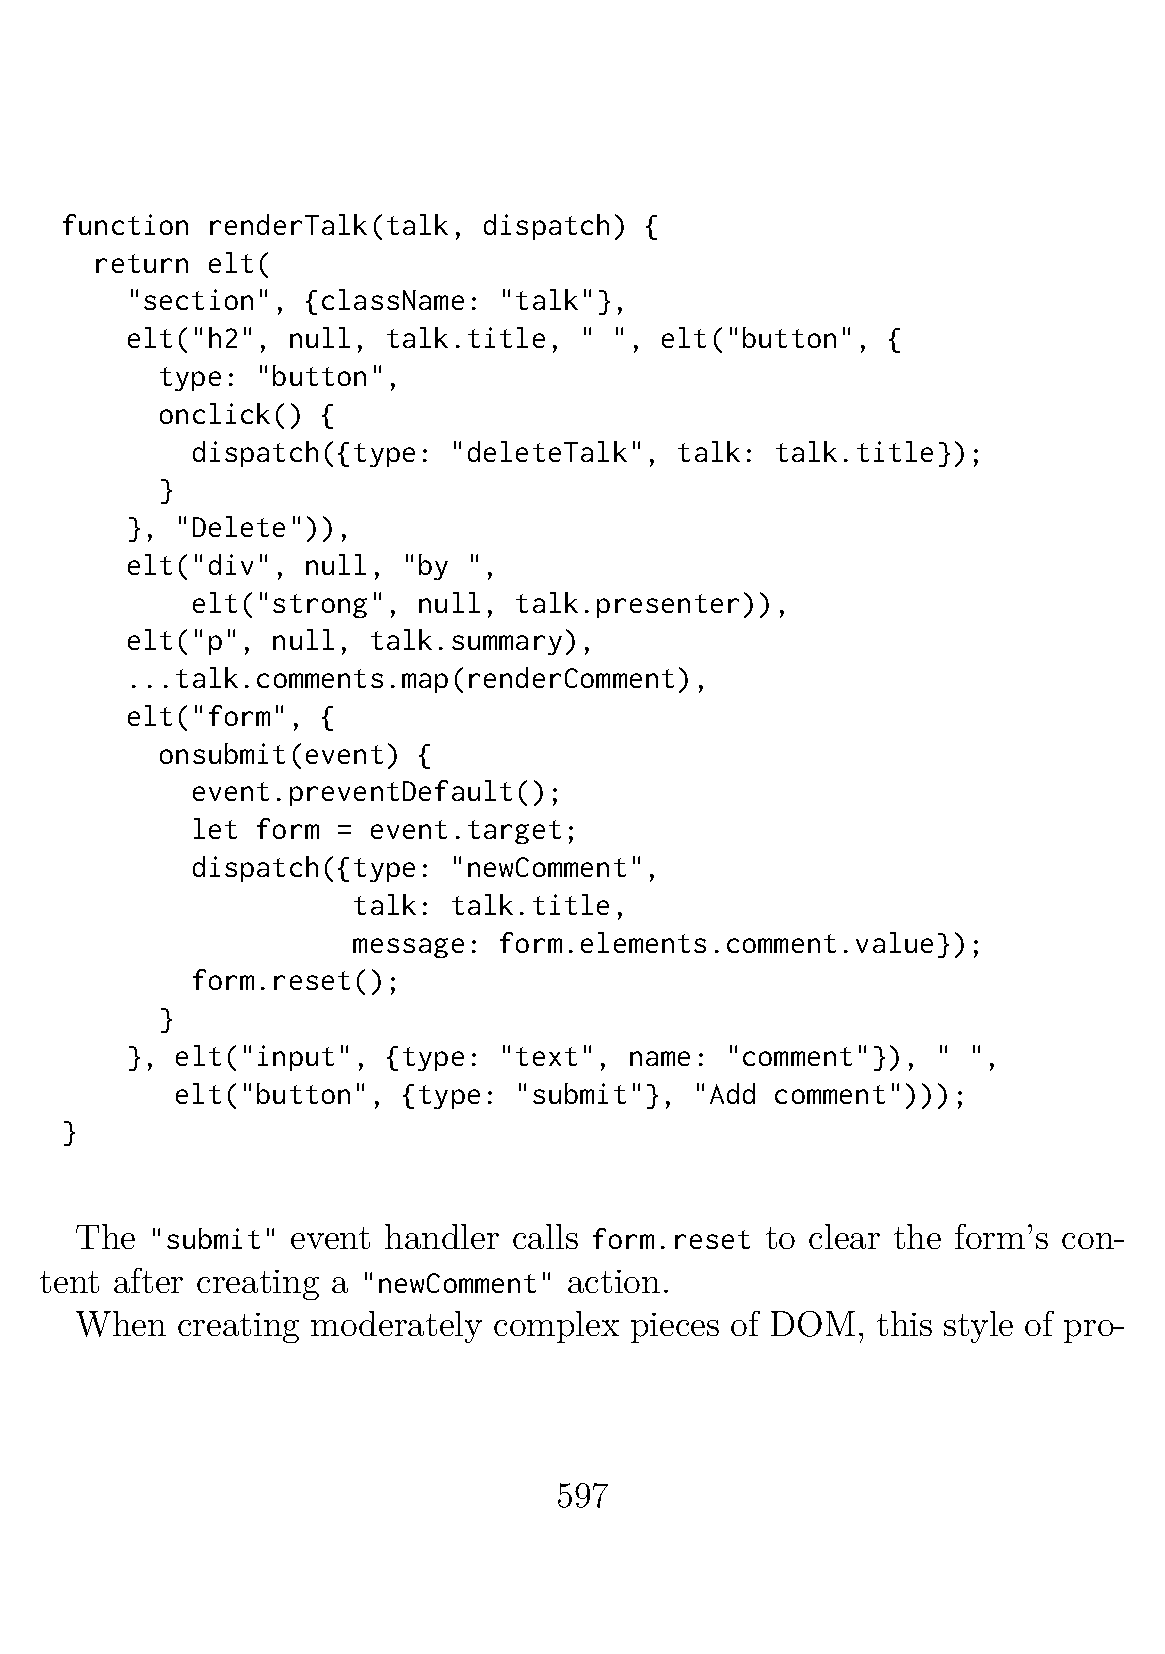 function renderTalk(talk, dispatch) {
  return elt(
    "section", {className: "talk"},
    elt("h2", null, talk.title, " ", elt("button", {
      type: "button",
      onclick() {
        dispatch({type: "deleteTalk", talk: talk.title});
      }
    }, "Delete")),
    elt("div", null, "by ",
        elt("strong", null, talk.presenter)),
    elt("p", null, talk.summary),
    ...talk.comments.map(renderComment),
    elt("form", {
      onsubmit(event) {
        event.preventDefault();
        let form = event.target;
        dispatch({type: "newComment",
                  talk: talk.title,
                  message: form.elements.comment.value});
        form.reset();
      }
    }, elt("input", {type: "text", name: "comment"}), " ",
       elt("button", {type: "submit"}, "Add comment")));
}
The "submit" event handler calls form.reset to clear the form’s con-
tent after creating a "newComment" action.
When creating moderately complex pieces of DOM, this style of pro-
597